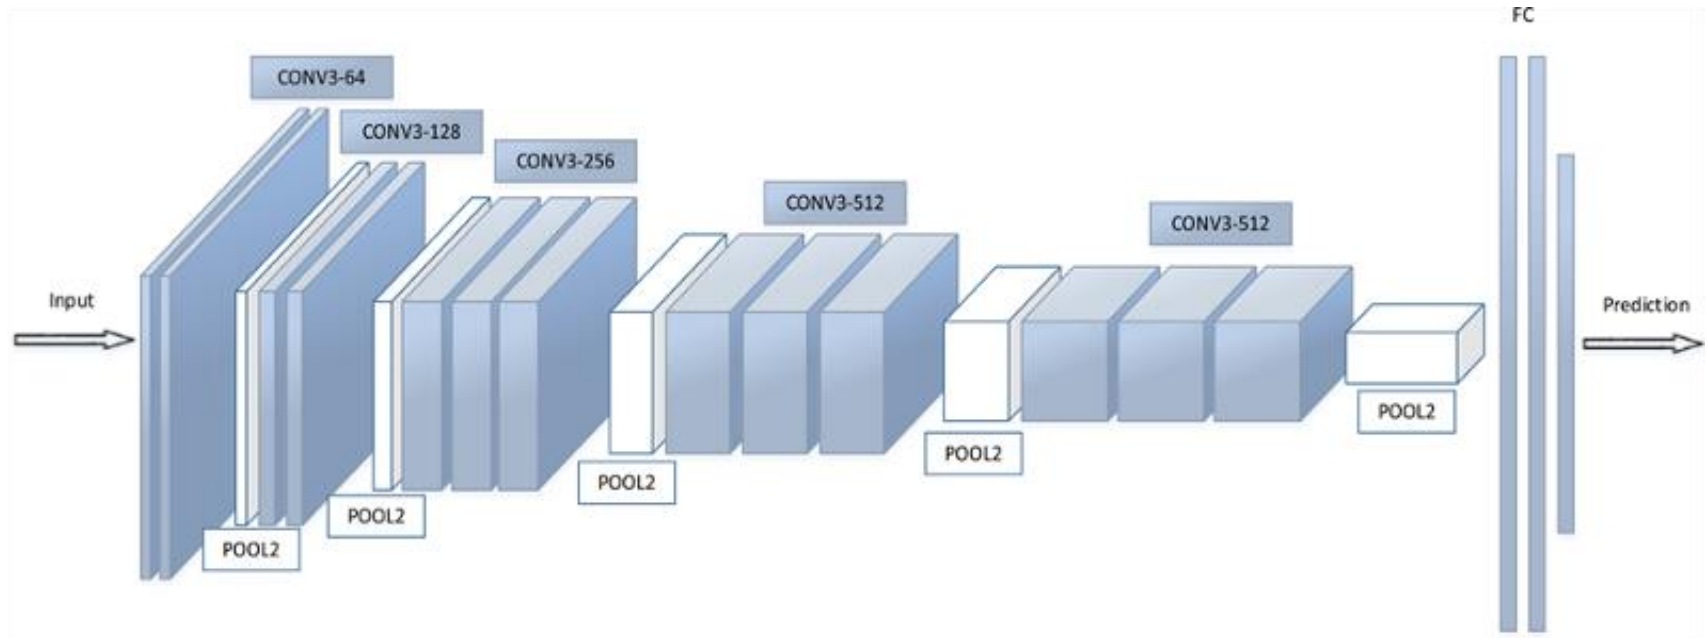 FC
CONV3-64
CONV3-128
CONV3-256
CONV3-512
CONV3-512
Input
Prediction
POOL2
POOL2
POOL2
POOL2
POOL2